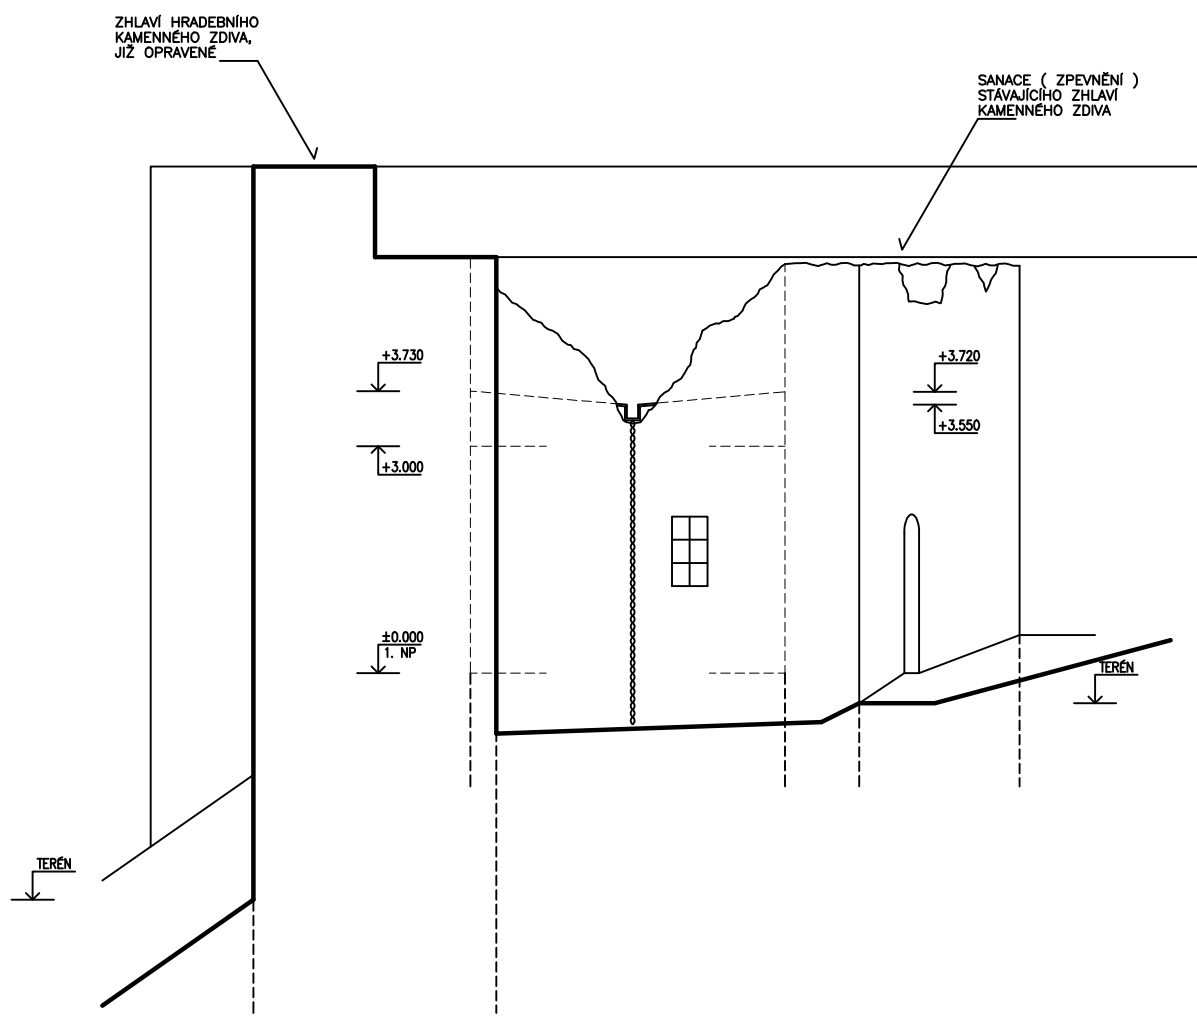 ZHLAVÍ HRADEBNÍHO
KAMENNÉHO ZDIVA,
JIŽ OPRAVENÉ
SANACE ( ZPEVNĚNÍ )
STÁVAJÍCÍHO ZHLAVÍ
KAMENNÉHO ZDIVA
+3.730
+3.720
+3.550
+3.000
±0.000
1. NP
TERÉN
TERÉN